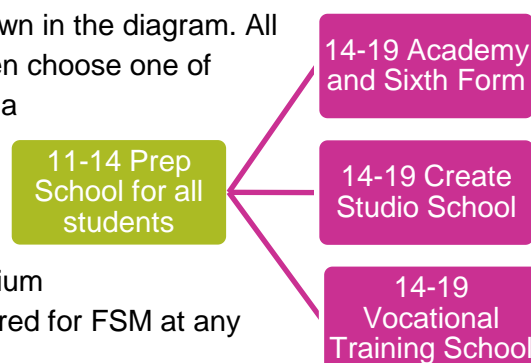 wn in the diagram. All
en choose one of
a
ium
red for FSM at any
11-14 Prep
School for all
students
14-19 Academy
and Sixth Form
14-19 Create
Studio School
14-19
Vocational
Training School